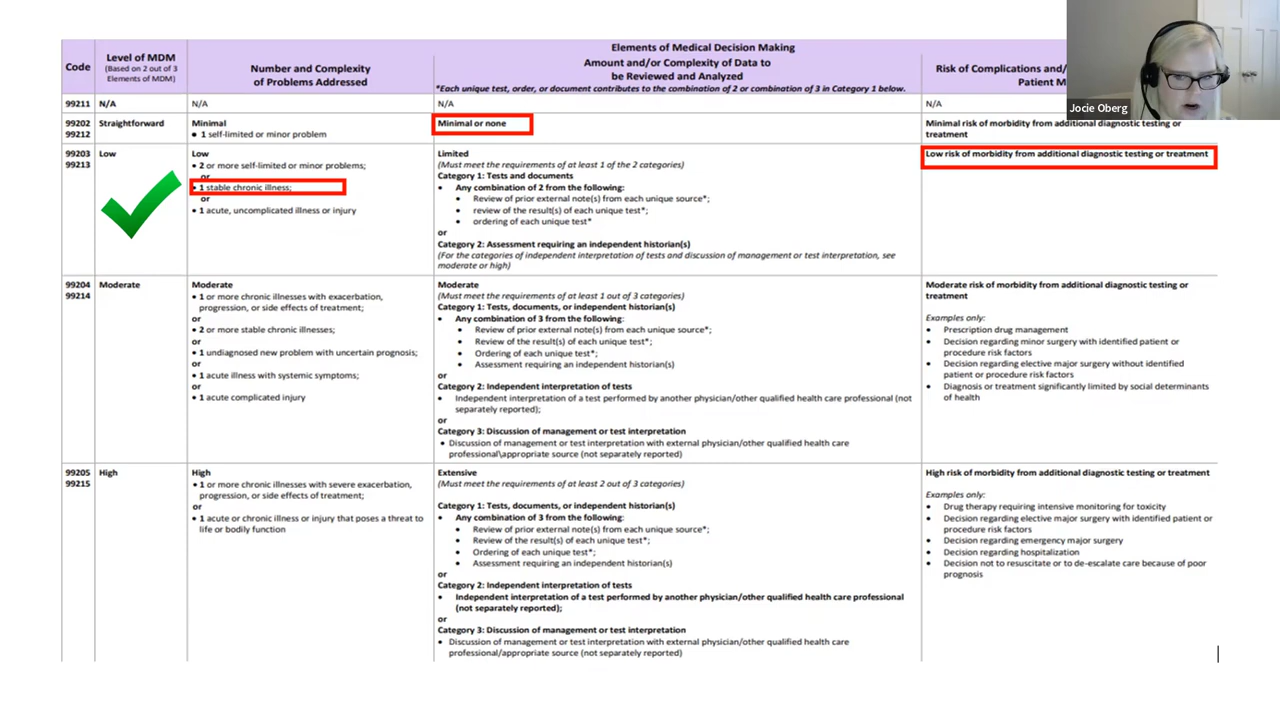 Elements of Medical Decision Making
Code
Level of MDM
(Based on 2 out of 3
Elements of MDM)
Number and Complexity
of Problems Addressed
Amount and/or Complexity of Data to
be Reviewed and Analyzed
*Each unique test, order, or document contributes to the combination of 2 or combination of 3 in Category 1 below.
Risk of Complications and/
Patient M
Jocie Oberg
99211
N/A
N/A
N/A
N/A
99202
99212
Straightforward
Minimal
• 1 self-limited or minor problem
Minimal or none
Minimal risk of morbidity from additional diagnostic testing or
treatment
99203
99213
Low
Low
• 2 or more self-limited or minor problems;
or
• 1 stable chronic illness;
or
• 1 acute, uncomplicated illness or injury
Limited
(Must meet the requirements of at least 1 of the 2 categories)
Category 1: Tests and documents
• Any combination of 2 from the following:
• Review of prior external note(s) from each unique source*;
• review of the result(s) of each unique test*;
• ordering of each unique test*
or
Category 2: Assessment requiring an independent historian(s)
(For the categories of independent interpretation of tests and discussion of management or test interpretation, see
moderate or high)
Low risk of morbidity from additional diagnostic testing or treatment
99204
99214
Moderate
Moderate
• 1 or more chronic illnesses with exacerbation,
progression, or side effects of treatment;
or
• 2 or more stable chronic illnesses;
or
• 1 undiagnosed new problem with uncertain prognosis;
or
• 1 acute illness with systemic symptoms;
or
• 1 acute complicated injury
Moderate
(Must meet the requirements of at least 1 out of 3 categories)
Category 1: Tests, documents, or independent historian(s)
• Any combination of 3 from the following:
• Review of prior external note(s) from each unique source*;
• Review of the result(s) of each unique test*;
• Ordering of each unique test*;
• Assessment requiring an independent historian(s)
or
Category 2: Independent interpretation of tests
• Independent interpretation of a test performed by another physician/other qualified health care professional (not
separately reported);
or
Category 3: Discussion of management or test interpretation
• Discussion of management or test interpretation with external physician/other qualified health care
professional\appropriate source (not separately reported)
Moderate risk of morbidity from additional diagnostic testing or
treatment
Examples only:
• Prescription drug management
• Decision regarding minor surgery with identified patient or
procedure risk factors
• Decision regarding elective major surgery without identified
patient or procedure risk factors
• Diagnosis or treatment significantly limited by social determinants
of health
99205
99215
High
High
• 1 or more chronic illnesses with severe exacerbation,
progression, or side effects of treatment;
or
• 1 acute or chronic illness or injury that poses a threat to
life or bodily function
Extensive
(Must meet the requirements of at least 2 out of 3 categories)
Category 1: Tests, documents, or independent historian(s)
• Any combination of 3 from the following:
• Review of prior external note(s) from each unique source*;
• Review of the result(s) of each unique test*;
• Ordering of each unique test*;
• Assessment requiring an independent historian(s)
or
Category 2: Independent interpretation of tests
• Independent interpretation of a test performed by another physician/other qualified health care professional
(not separately reported);
or
Category 3: Discussion of management or test interpretation
• Discussion of management or test interpretation with external physician/other qualified health care
professional/appropriate source (not separately reported)
High risk of morbidity from additional diagnostic testing or treatment
Examples only:
• Drug therapy requiring intensive monitoring for toxicity
• Decision regarding elective major surgery with identified patient or
procedure risk factors
• Decision regarding emergency major surgery
• Decision regarding hospitalization
• Decision not to resuscitate or to de-escalate care because of poor
prognosis